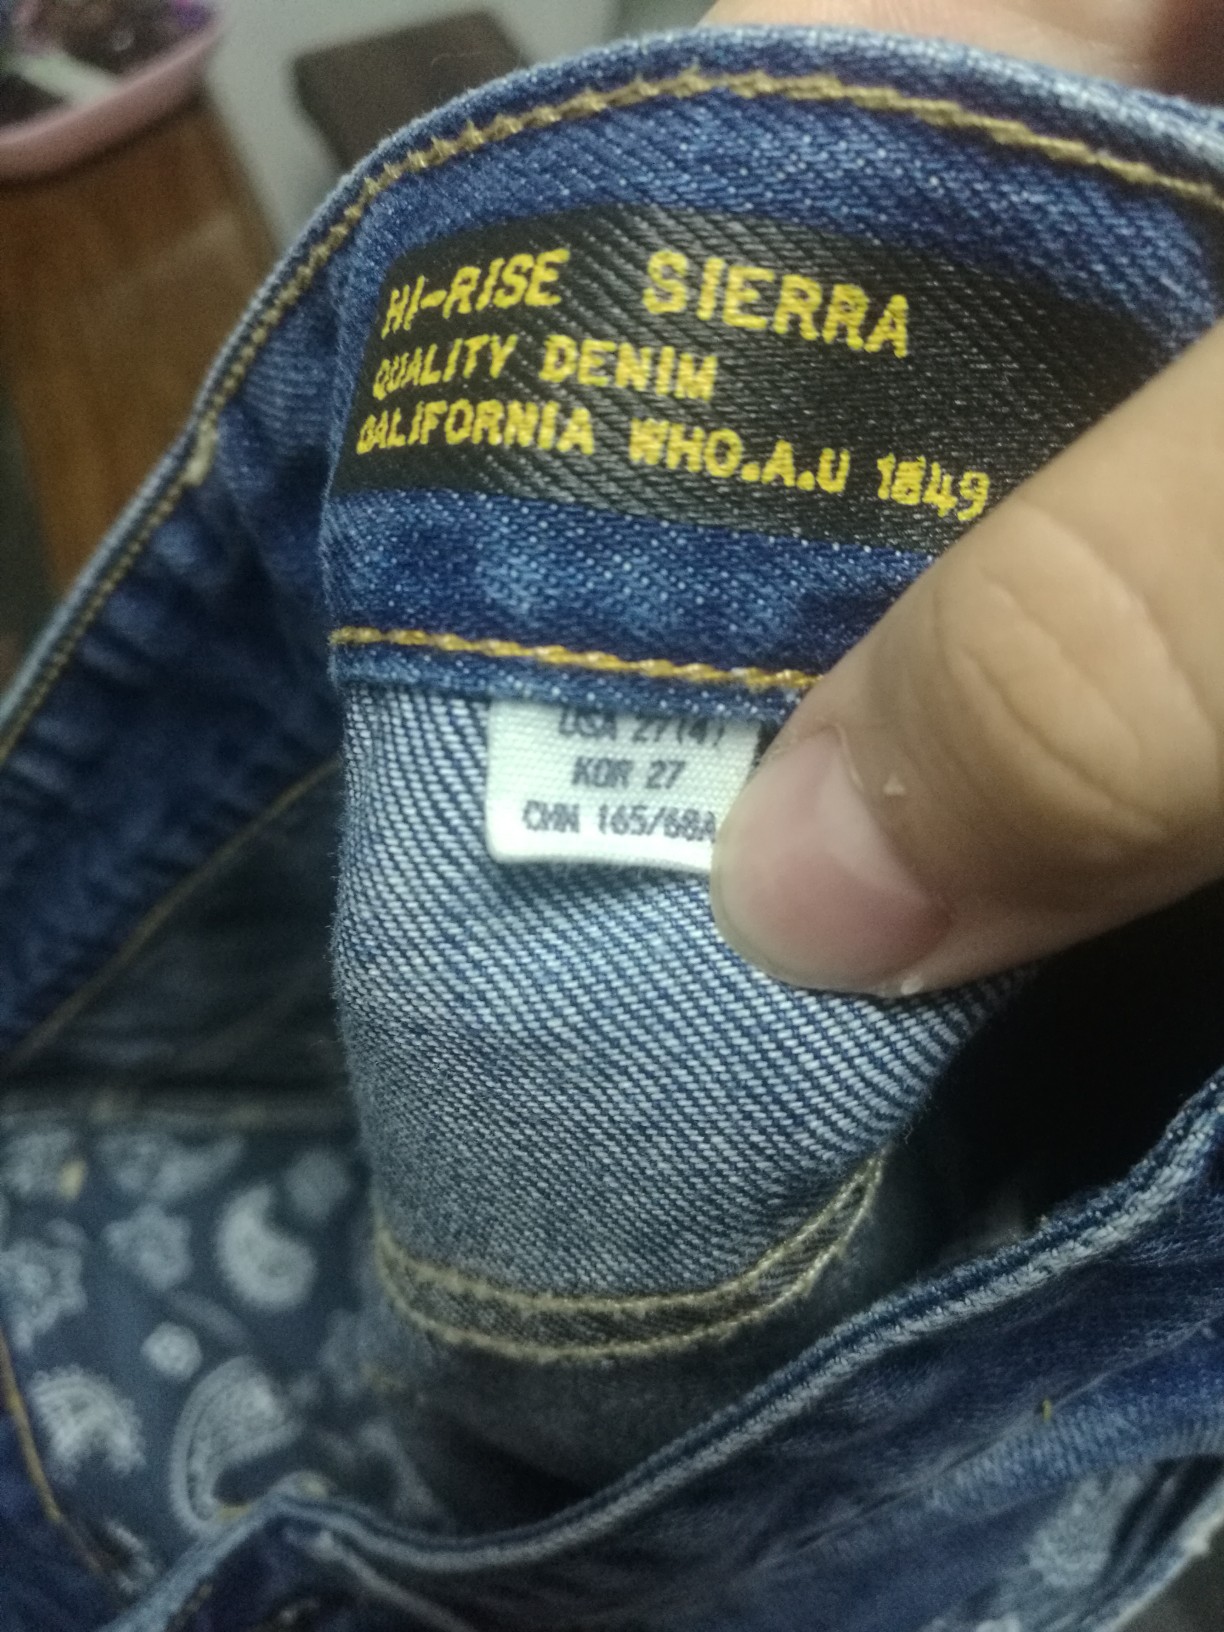 HI-RISE SIERRA
QUALITY DENIM
CALIFORNIA WHO.A.U 1849
USA 27(4)
KOR 27
CHN 165/68A